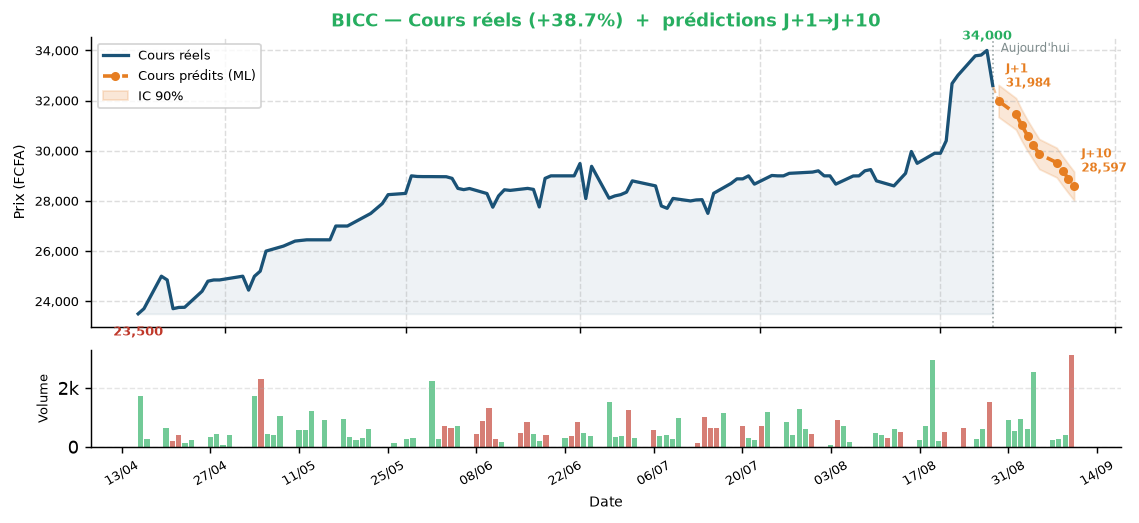 BICC — Cours réels (+38.7%)  +  prédictions J+1→J+10
34,000
Aujourd'hui
Cours réels
Cours prédits (ML)
IC 90%
J+1
31,984
J+10
28,597
23,500
Prix (FCFA)
34,000
32,000
30,000
28,000
26,000
24,000
Volume
2k
0
13/04
27/04
11/05
25/05
08/06
22/06
06/07
20/07
03/08
17/08
31/08
14/09
Date